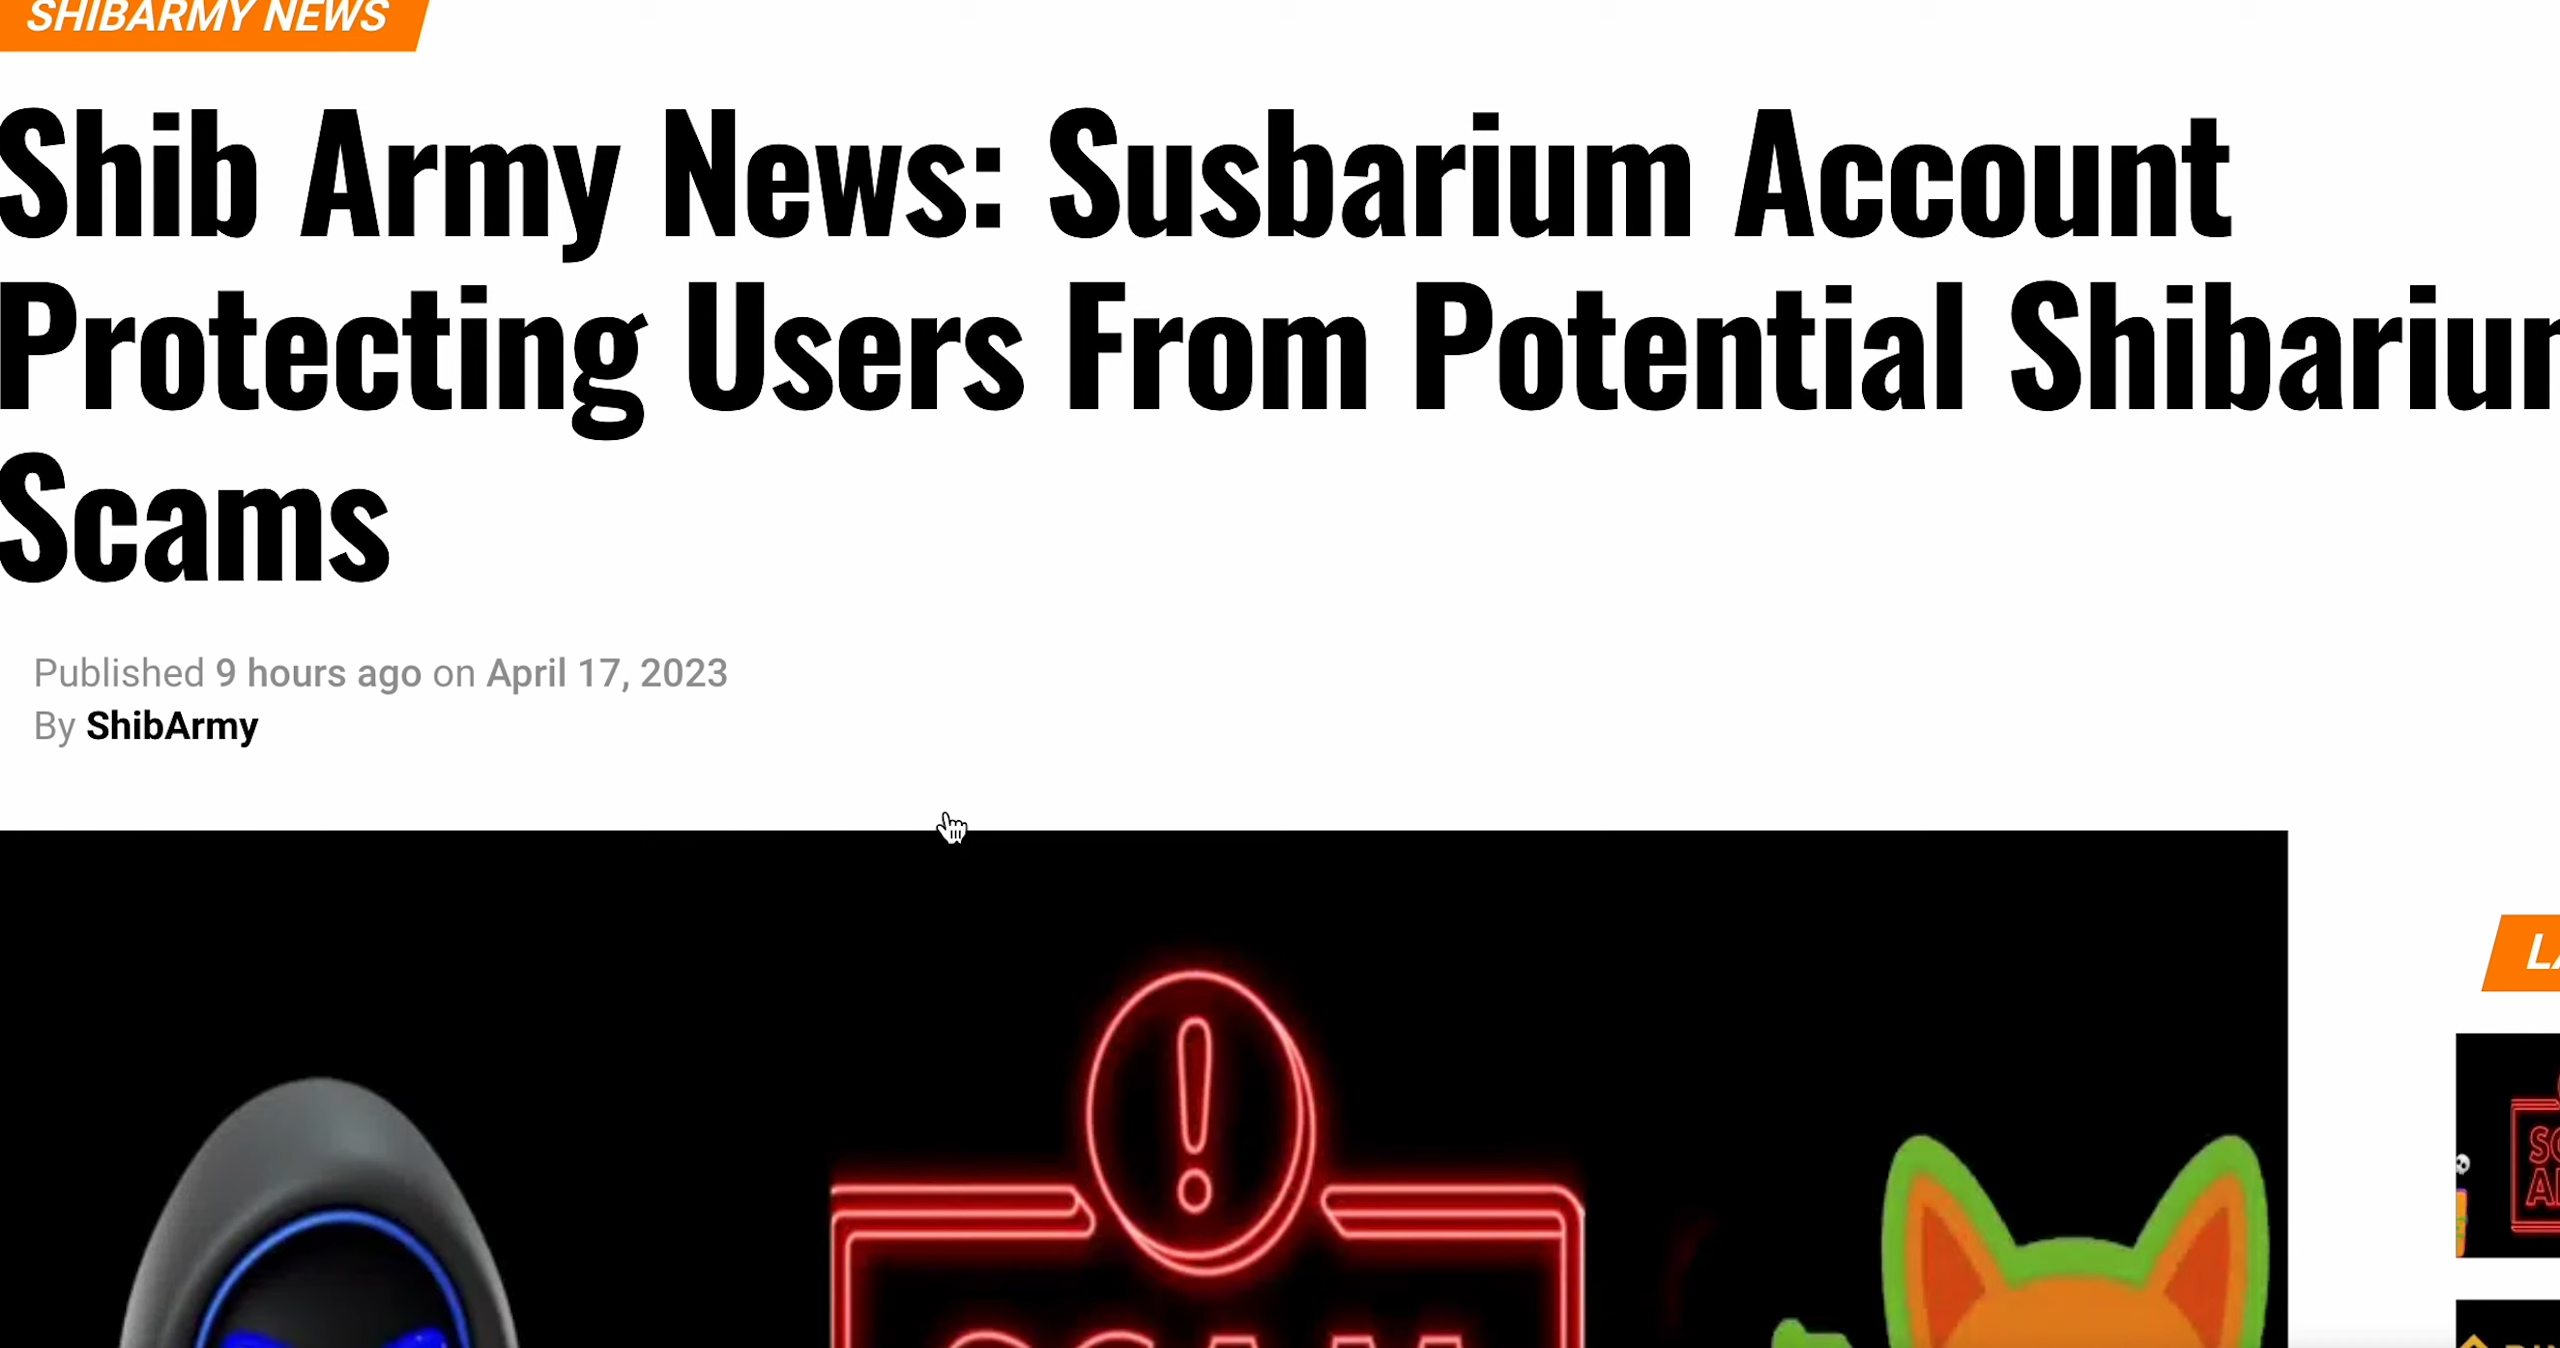 SHIBARMY NEWS
Shib Army News: Susbarium Account
Protecting Users From Potential
Scams
Published 9 hours ago on April 17, 2023
By ShibArmy
SCAM